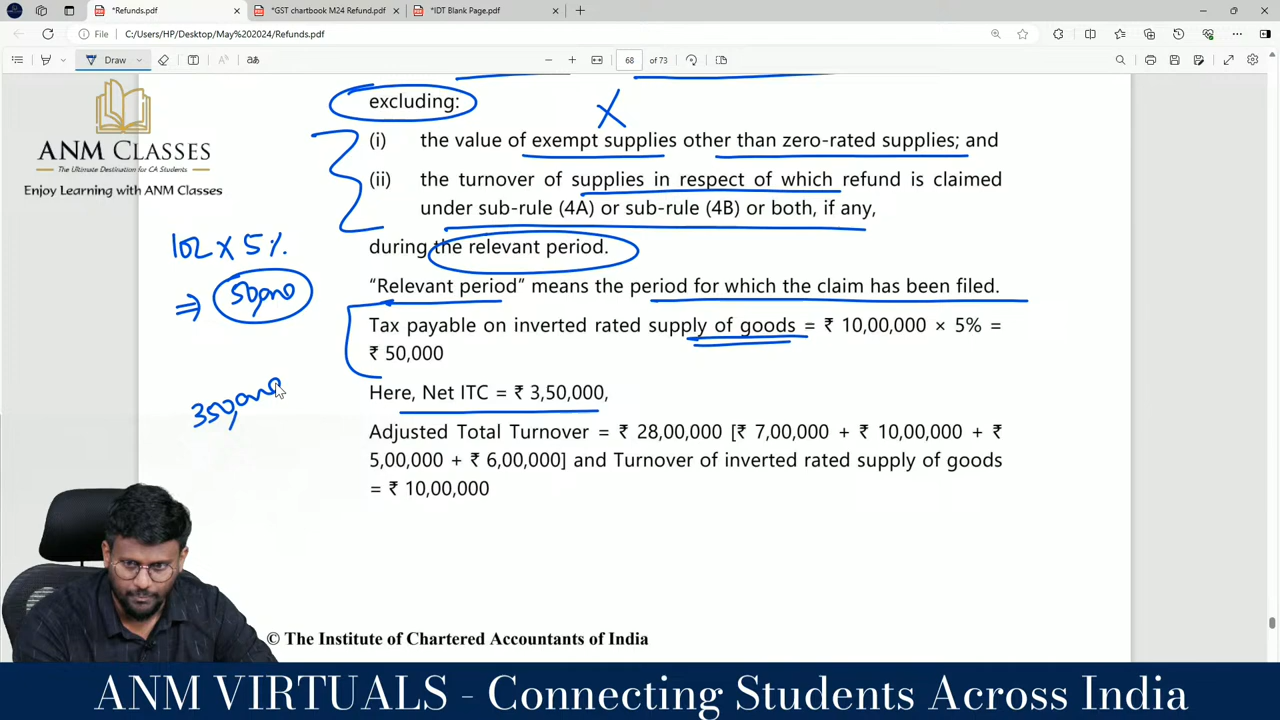 *Refunds.pdf
*GST chartbook M24 Refund.pdf
*IDT Blank Page.pdf
File
C:/Users/HP/Desktop/May%202024/Refunds.pdf
Draw
68
of 73
ANM CLASSES
The Ultimate Destination for CA Students
Enjoy Learning with ANM Classes
excluding:
(i) the value of exempt supplies other than zero-rated supplies; and
(ii) the turnover of supplies in respect of which refund is claimed
under sub-rule (4A) or sub-rule (4B) or both, if any,
during the relevant period.
10L X 5%
⇒ 50,000
“Relevant period” means the period for which the claim has been filed.
Tax payable on inverted rated supply of goods = ₹ 10,00,000 × 5% =
₹ 50,000
Here, Net ITC = ₹ 3,50,000,
350,000
Adjusted Total Turnover = ₹ 28,00,000 [₹ 7,00,000 + ₹ 10,00,000 + ₹
5,00,000 + ₹ 6,00,000] and Turnover of inverted rated supply of goods
= ₹ 10,00,000
© The Institute of Chartered Accountants of India
ANM VIRTUALS - Connecting Students Across India